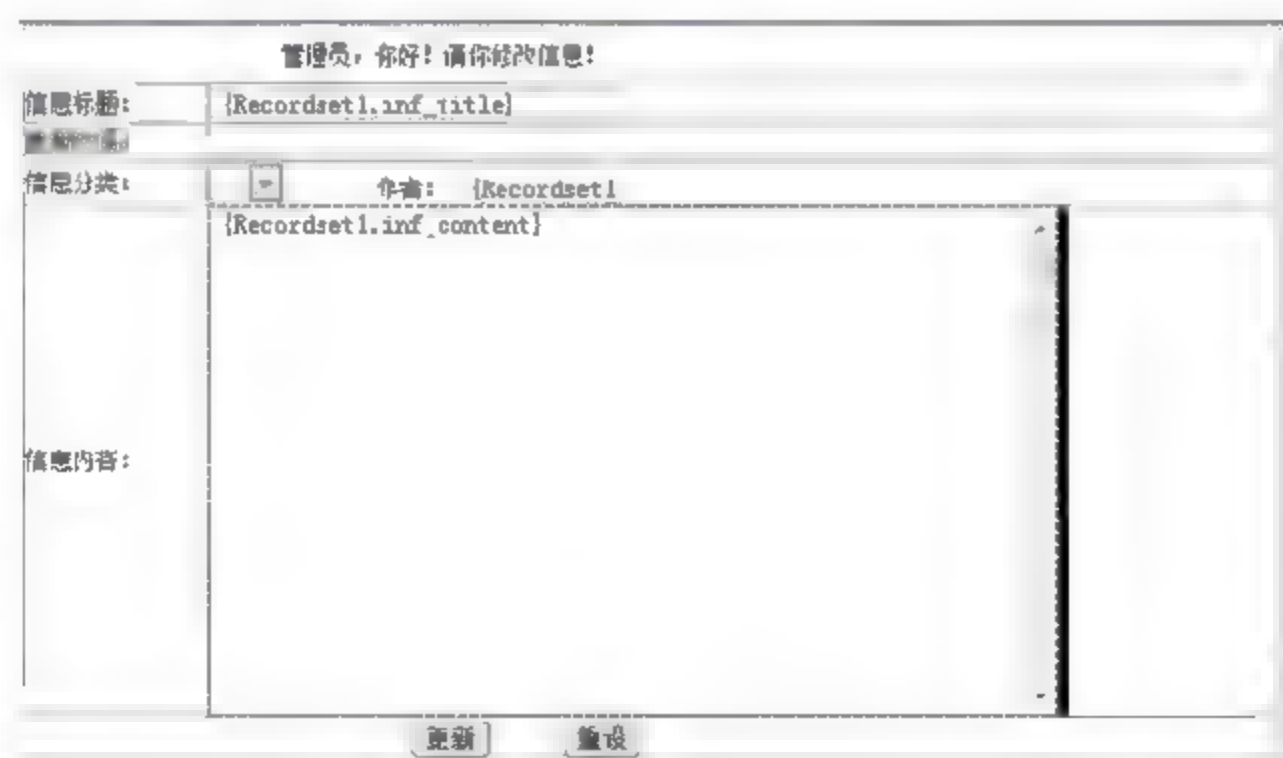 管理员，你好！请你修改信息！
信息标题： {Recordset1.inf_title}
信息分类： 作者： {Recordset1
{Recordset1.inf_content}
信息内容：
更新 重设